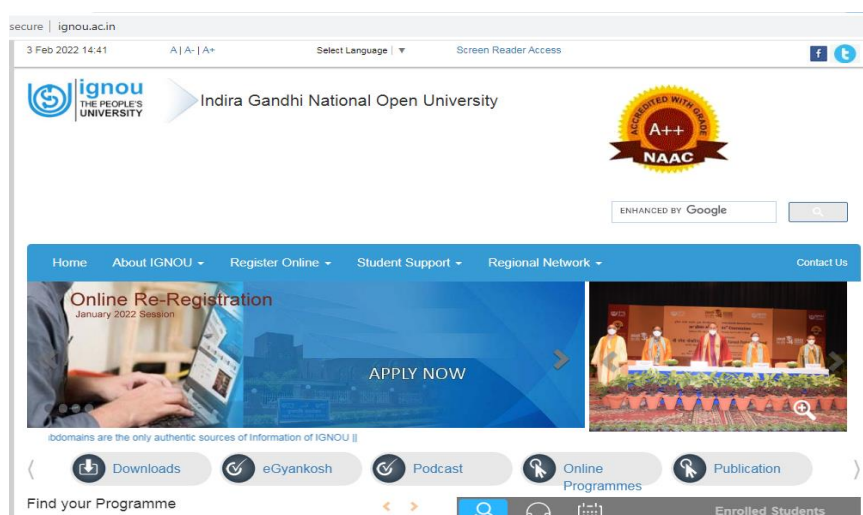 secure | ignou.ac.in
3 Feb 2022 14:41 A | A- | A+ Select Language ▼ Screen Reader Access
ignou
THE PEOPLE'S
UNIVERSITY
Indira Gandhi National Open University
ACCREDITED WITH GRADE
A++
NAAC
ENHANCED BY Google
Home About IGNOU Register Online Student Support Regional Network Contact Us
Online Re-Registration
January 2022 Session
APPLY NOW
bdomains are the only authentic sources of Information of IGNOU ||
Downloads eGyankosh Podcast Online Programmes Publication
Find your Programme
Enrolled Students